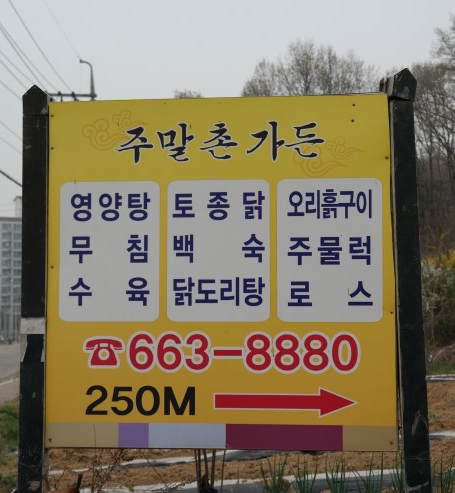 주말촌가든
영양탕
무침
수육
토종닭
백숙
닭도리탕
오리흙구이
주물럭
로스
☎663-8880
250M